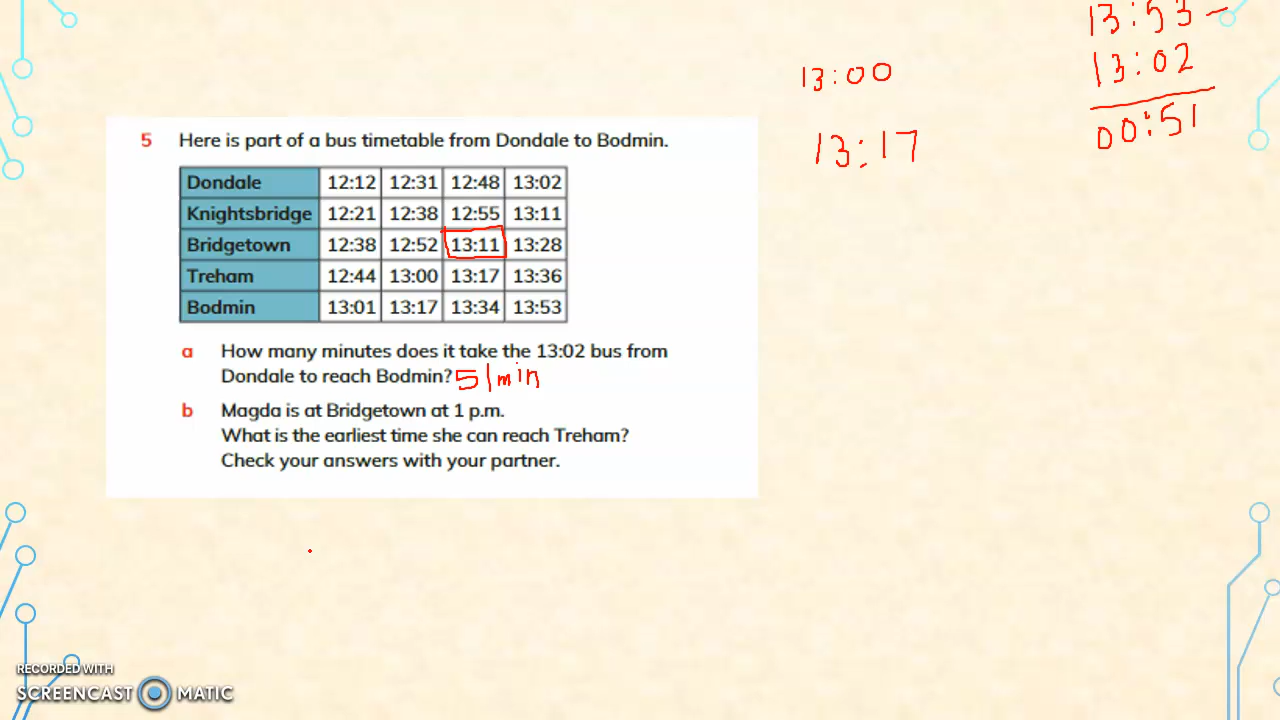 13:53 –
13:02
00:51
13:00
13:17
5 Here is part of a bus timetable from Dondale to Bodmin.
Dondale 12:12 12:31 12:48 13:02
Knightsbridge 12:21 12:38 12:55 13:11
Bridgetown 12:38 12:52 13:11 13:28
Treham 12:44 13:00 13:17 13:36
Bodmin 13:01 13:17 13:34 13:53
a How many minutes does it take the 13:02 bus from
Dondale to reach Bodmin? 51min
b Magda is at Bridgetown at 1 p.m.
What is the earliest time she can reach Treham?
Check your answers with your partner.
RECORDED WITH
SCREENCAST MATIC